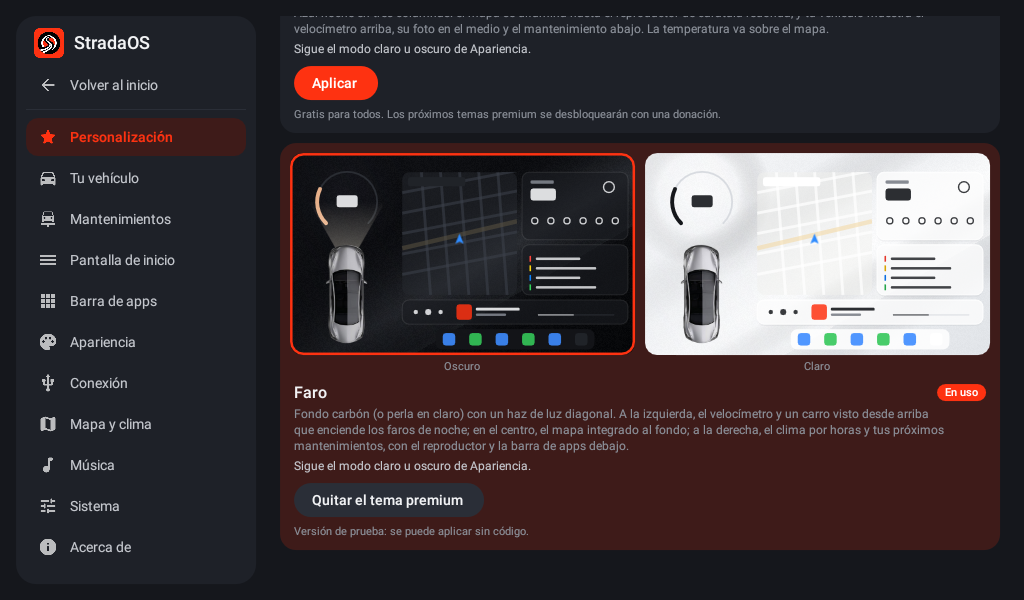 StradaOS
Volver al inicio
Personalización
Tu vehículo
Mantenimientos
Pantalla de inicio
Barra de apps
Apariencia
Conexión
Mapa y clima
Música
Sistema
Acerca de
velocímetro arriba, su foto en el medio y el mantenimiento abajo. La temperatura va sobre el mapa.
Sigue el modo claro u oscuro de Apariencia.
Aplicar
Gratis para todos. Los próximos temas premium se desbloquearán con una donación.
Oscuro
Claro
Faro
En uso
Fondo carbón (o perla en claro) con un haz de luz diagonal. A la izquierda, el velocímetro y un carro visto desde arriba
que enciende los faros de noche; en el centro, el mapa integrado al fondo; a la derecha, el clima por horas y tus próximos
mantenimientos, con el reproductor y la barra de apps debajo.
Sigue el modo claro u oscuro de Apariencia.
Quitar el tema premium
Versión de prueba: se puede aplicar sin código.